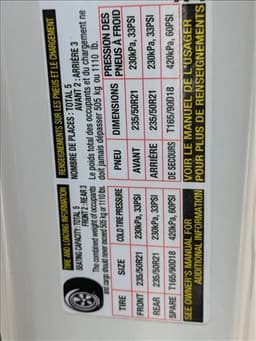 TIRE AND LOADING INFORMATION
SEATING CAPACITY: TOTAL 5
FRONT 2 : REAR 3
The combined weight of occupants
and cargo should never exceed 505 kg or 1110 lbs.
TIRE SIZE COLD TIRE PRESSURE
FRONT 235/50R21 230kPa, 33PSI
REAR 235/50R21 230kPa, 33PSI
SPARE T165/90D18 420kPa, 60PSI
SEE OWNER'S MANUAL FOR
ADDITIONAL INFORMATION
RENSEIGNEMENTS SUR LES PNEUS ET LE CHARGEMENT
NOMBRE DE PLACES : TOTAL 5
AVANT 2 : ARRIÈRE 3
Le poids total des occupants et du chargement ne
doit jamais dépasser 505 kg ou 1110 lb.
PNEU DIMENSIONS PRESSION DES
PNEUS À FROID
AVANT 235/50R21 230kPa, 33PSI
ARRIÈRE 235/50R21 230kPa, 33PSI
DE SECOURS T165/90D18 420kPa, 60PSI
VOIR LE MANUEL DE L'USAGER
POUR PLUS DE RENSEIGNEMENTS